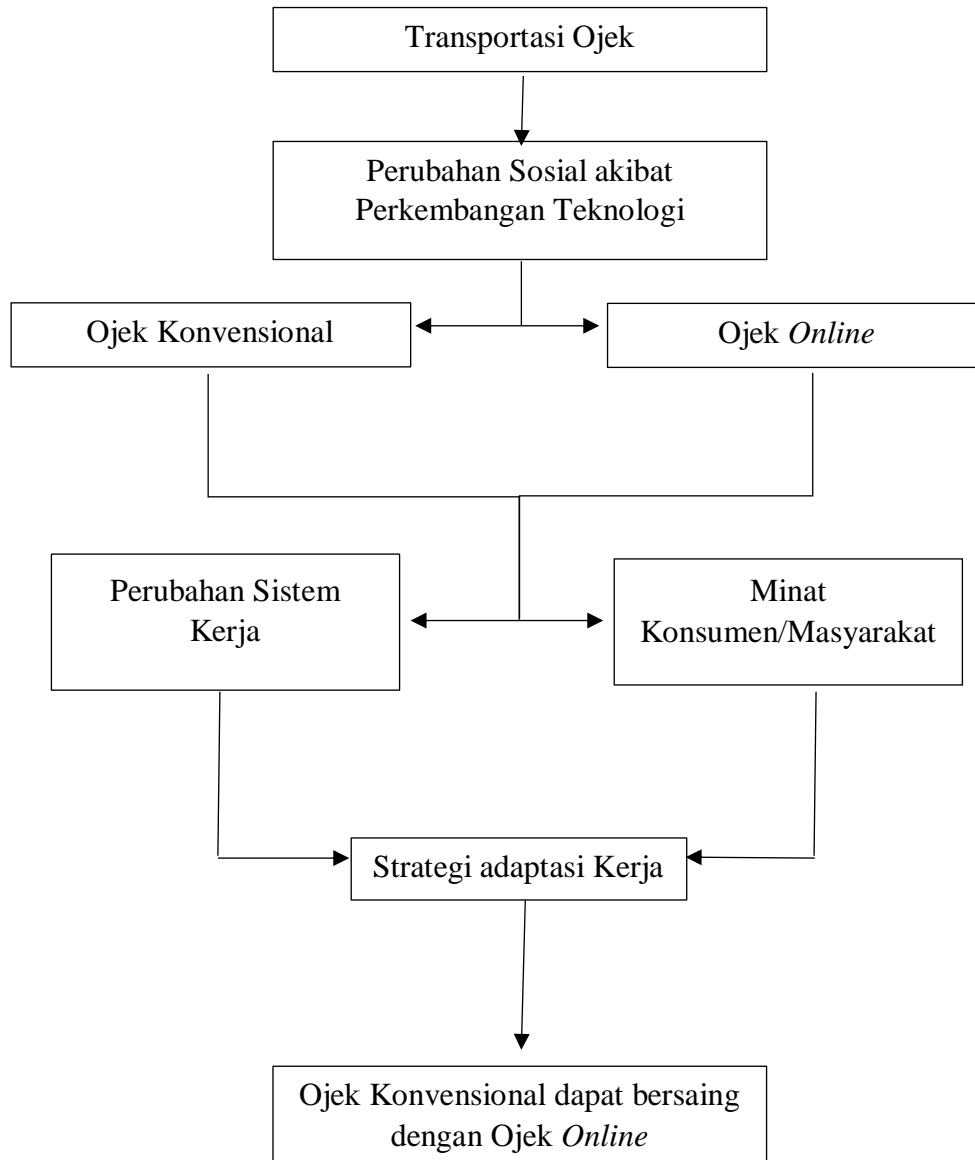 Transportasi Ojek
Perubahan Sosial akibat
Perkembangan Teknologi
Ojek Konvensional
Ojek Online
Perubahan Sistem
Kerja
Minat
Konsumen/Masyarakat
Strategi adaptasi Kerja
Ojek Konvensional dapat bersaing
dengan Ojek Online